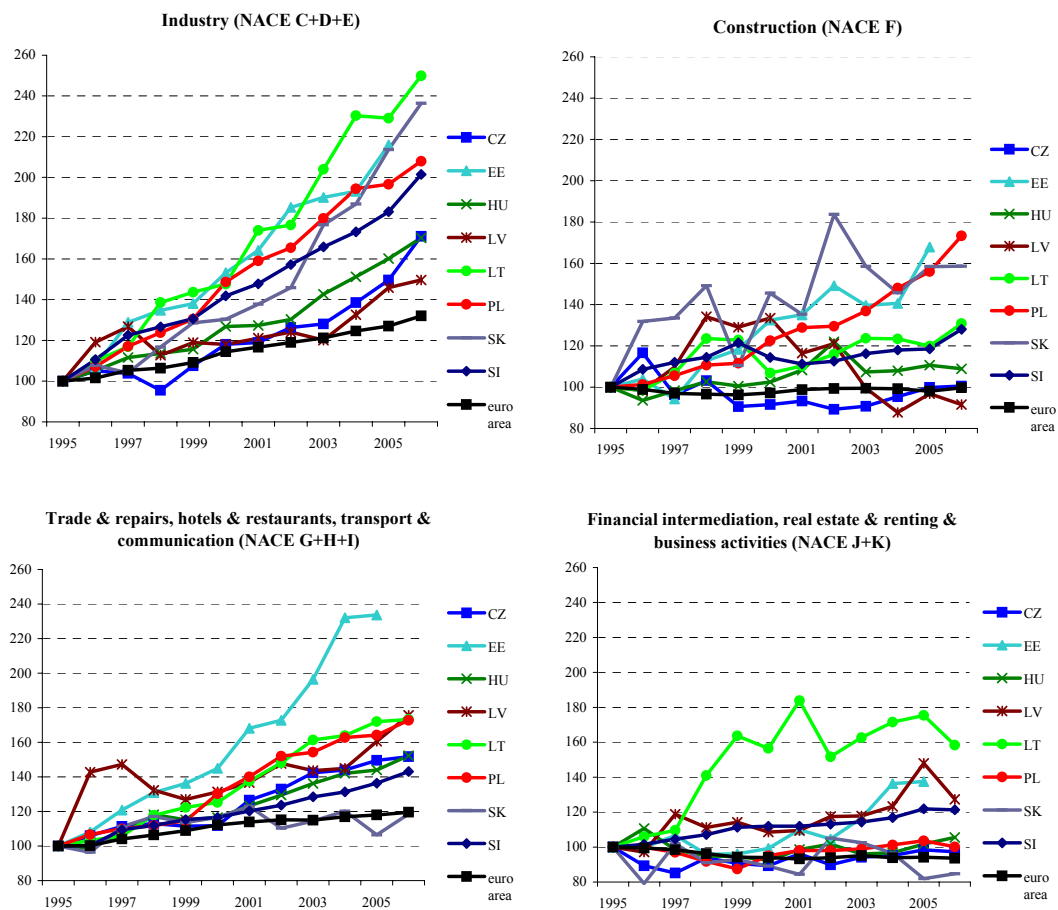 Industry (NACE C+D+E)
260
240
220
200
180
160
140
120
100
80
1995 1997 1999 2001 2003 2005
CZ
EE
HU
LV
LT
PL
SK
SI
euro
area
Construction (NACE F)
260
240
220
200
180
160
140
120
100
80
1995 1997 1999 2001 2003 2005
CZ
EE
HU
LV
LT
PL
SK
SI
euro
area
Trade & repairs, hotels & restaurants, transport &
communication (NACE G+H+I)
260
240
220
200
180
160
140
120
100
80
1995 1997 1999 2001 2003 2005
CZ
EE
HU
LV
LT
PL
SK
SI
euro
area
Financial intermediation, real estate & renting &
business activities (NACE J+K)
260
240
220
200
180
160
140
120
100
80
1995 1997 1999 2001 2003 2005
CZ
EE
HU
LV
LT
PL
SK
SI
euro
area